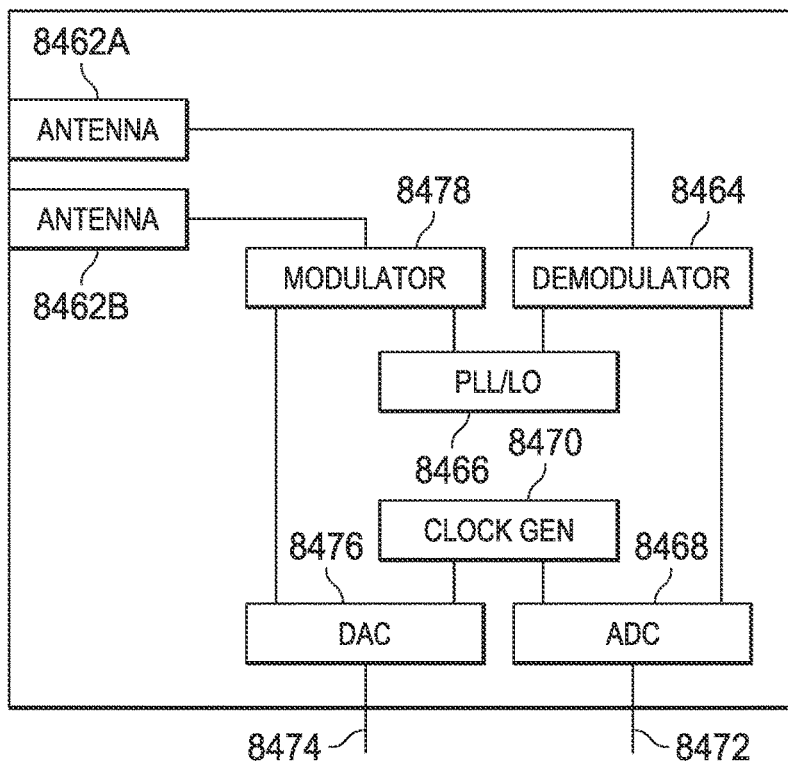 8462A
ANTENNA
ANTENNA
8462B
8478
8464
MODULATOR
DEMODULATOR
PLL/LO
8466
8470
CLOCK GEN
8476
8468
DAC
ADC
8474
8472